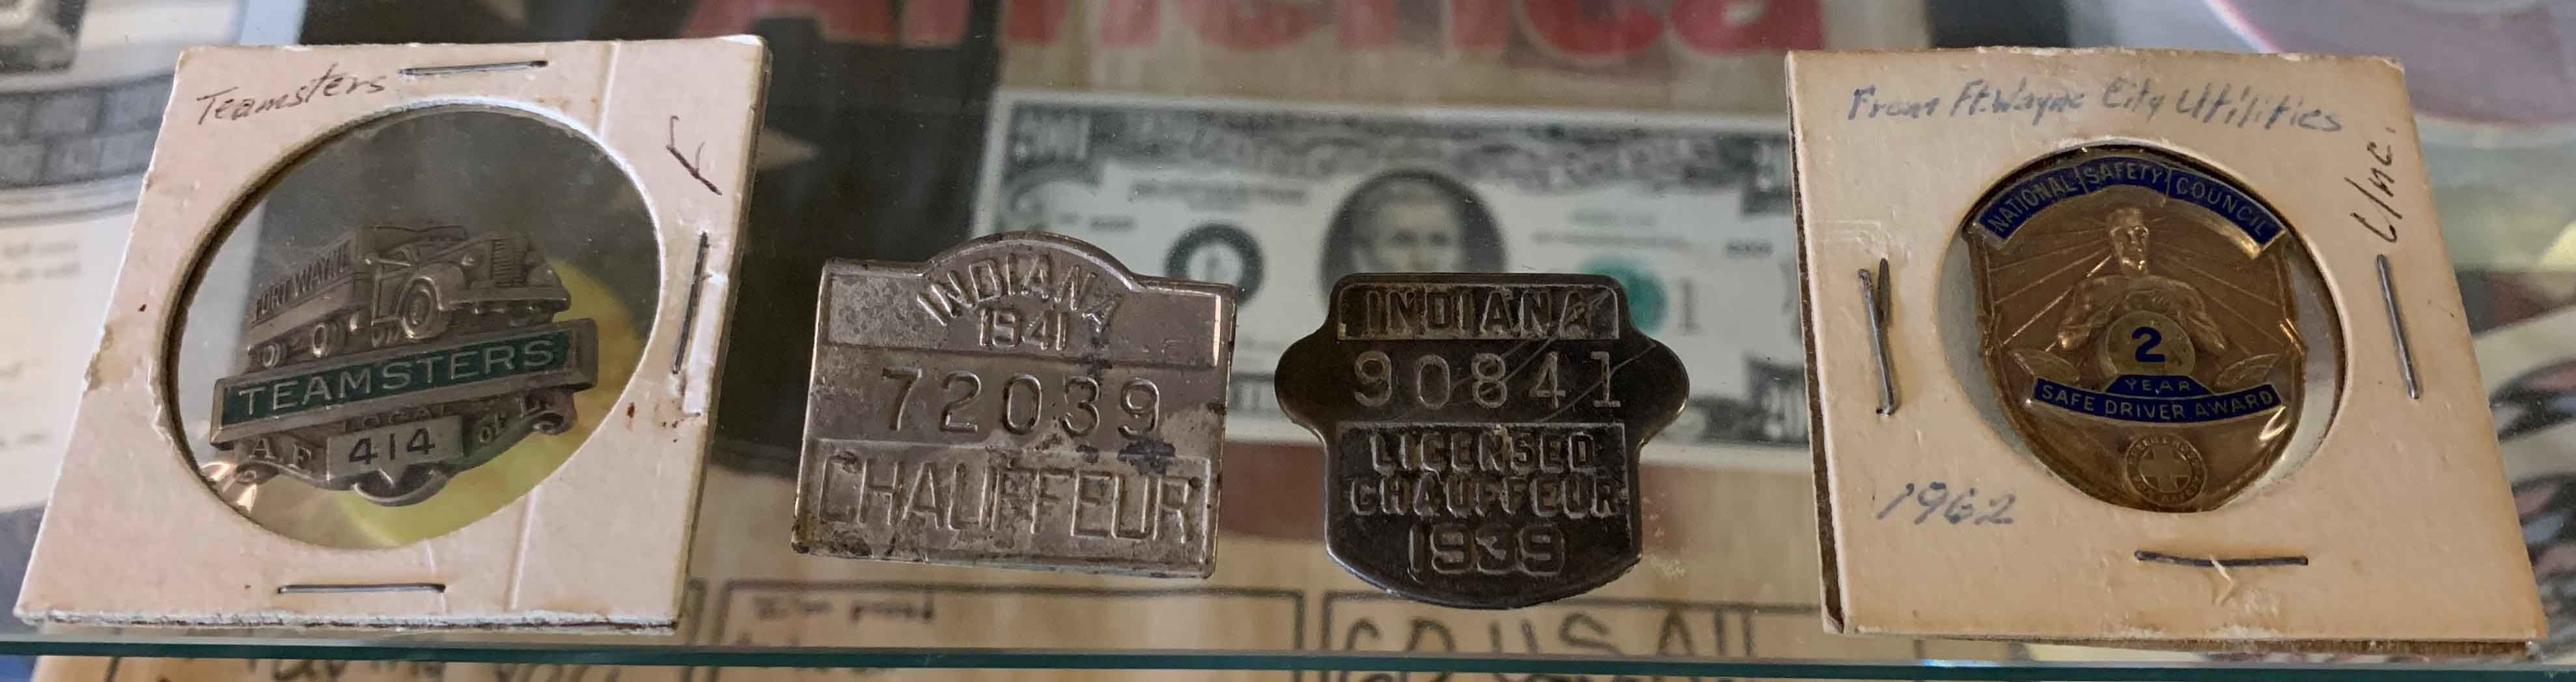 America
Teamsters
FORT WAYNE
TEAMSTERS
LOCAL
A F 414 of L
INDIANA
1941
72039
CHAUFFEUR
INDIANA
90841
LICENSED
CHAUFFEUR
1939
From Ft. Wayne City Utilities
Unc.
NATIONAL SAFETY COUNCIL
2
YEAR
SAFE DRIVER AWARD
1962